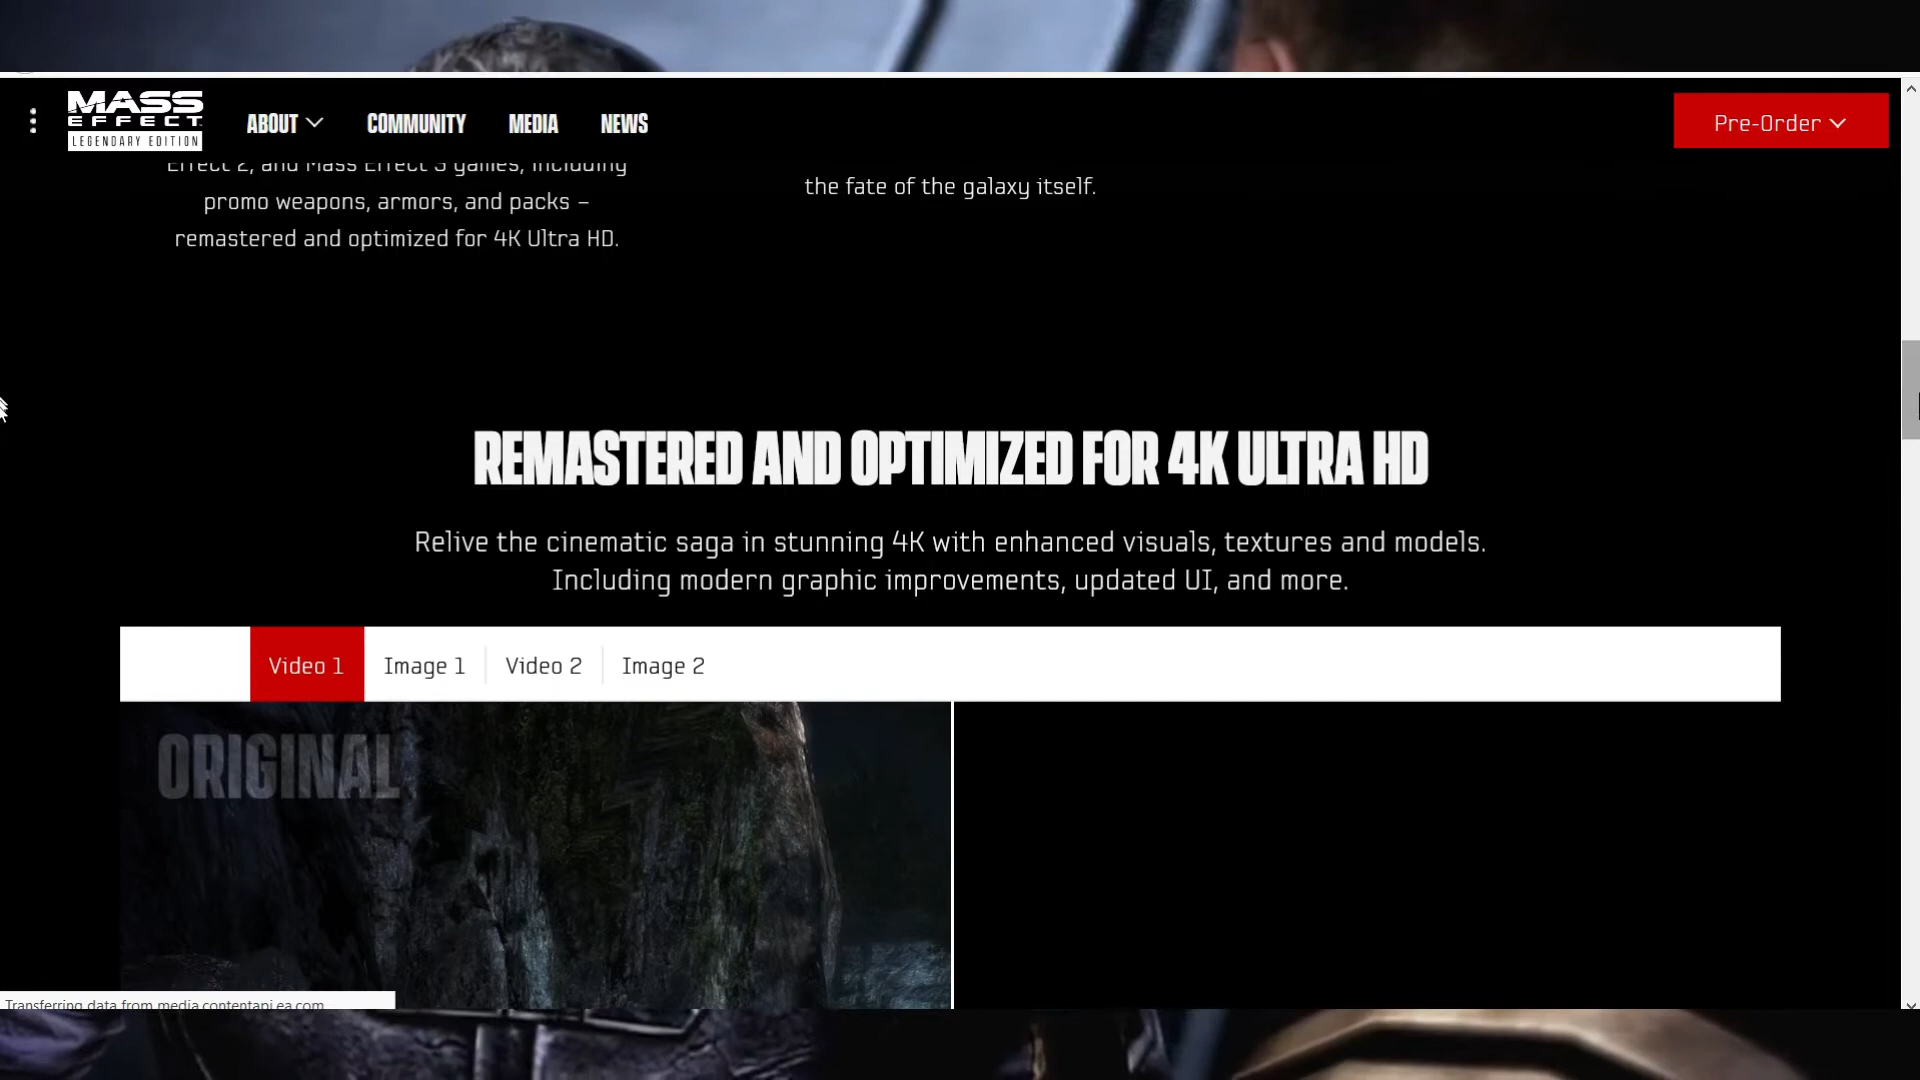 MASS
EFFECT
LEGENDARY EDITION
ABOUT
COMMUNITY
MEDIA
NEWS
Pre-Order
Effect 2, and Mass Effect 3 games, including
promo weapons, armors, and packs –
remastered and optimized for 4K Ultra HD.
the fate of the galaxy itself.
REMASTERED AND OPTIMIZED FOR 4K ULTRA HD
Relive the cinematic saga in stunning 4K with enhanced visuals, textures and models.
Including modern graphic improvements, updated UI, and more.
Video 1
Image 1
Video 2
Image 2
ORIGINAL
Transferring data from media.contentapi.ea.com